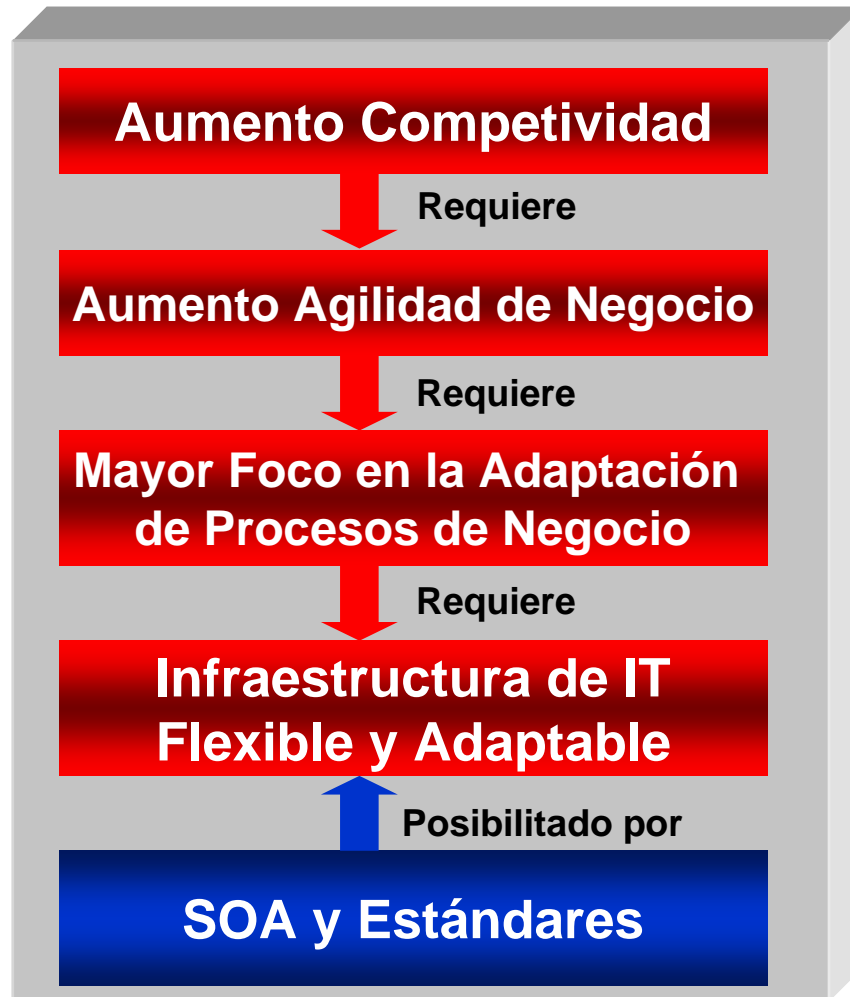 Aumento Competividad
Requiere
Aumento Agilidad de Negocio
Requiere
Mayor Foco en la Adaptación
de Procesos de Negocio
Requiere
Infraestructura de IT
Flexible y Adaptable
Posibilitado por
SOA y Estándares